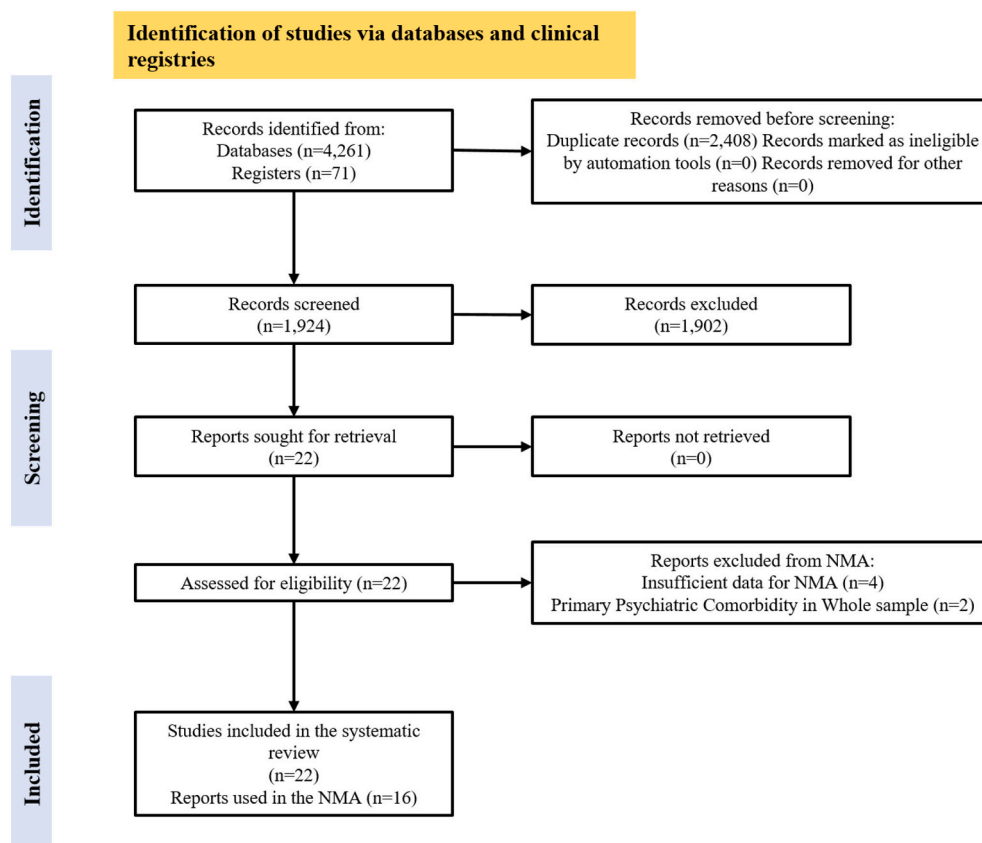 Identification of studies via databases and clinical
registries
Identification
Records identified from:
Databases (n=4,261)
Registers (n=71)
Records removed before screening:
Duplicate records (n=2,408) Records marked as ineligible
by automation tools (n=0) Records removed for other
reasons (n=0)
Screening
Records screened
(n=1,924)
Records excluded
(n=1,902)
Reports sought for retrieval
(n=22)
Reports not retrieved
(n=0)
Assessed for eligibility (n=22)
Reports excluded from NMA:
Insufficient data for NMA (n=4)
Primary Psychiatric Comorbidity in Whole sample (n=2)
Included
Studies included in the systematic
review
(n=22)
Reports used in the NMA (n=16)